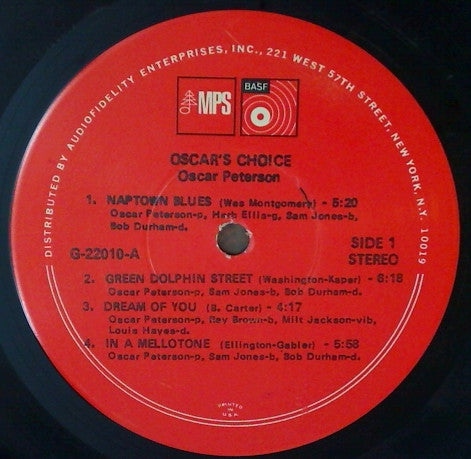 DISTRIBUTED BY AUDIOFIDELITY ENTERPRISES, INC., 221 WEST 57TH STREET, NEW YORK, N.Y. 10019
MPS
BASF
OSCAR'S CHOICE
Oscar Peterson
1. NAPTOWN BLUES (Wes Montgomery) - 5:20
Oscar Peterson-p, Herb Ellis-g, Sam Jones-b,
Bob Durham-d.
G-22010-A
SIDE 1
STEREO
2. GREEN DOLPHIN STREET (Washington-Kaper) - 6:18
Oscar Peterson-p, Sam Jones-b, Bob Durham-d.
3. DREAM OF YOU (B. Carter) - 4:17
Oscar Peterson-p, Ray Brown-b, Milt Jackson-vib,
Louis Hayes-d.
4. IN A MELLOTONE (Ellington-Gabler) - 5:58
Oscar Peterson-p, Sam Jones-b, Bob Durham-d.
PRINTED
IN
U.S.A.